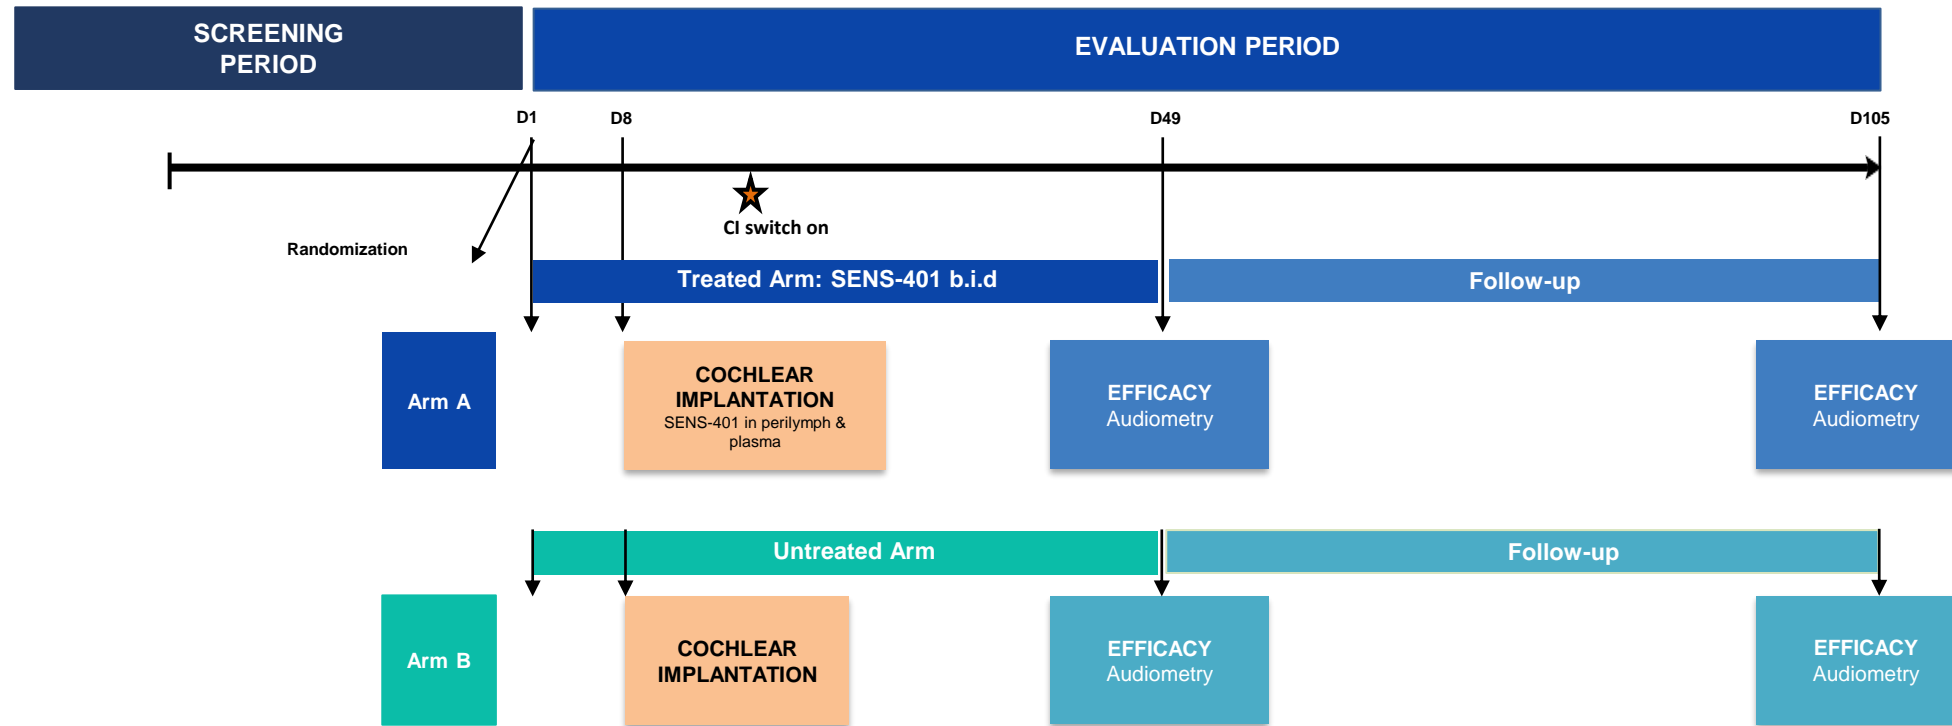 SCREENING
PERIOD
EVALUATION PERIOD
D1
D8
D49
D105
CI switch on
Randomization
Treated Arm: SENS-401 b.i.d
Follow-up
Arm A
COCHLEAR
IMPLANTATION
SENS-401 in perilymph &
plasma
EFFICACY
Audiometry
EFFICACY
Audiometry
Untreated Arm
Follow-up
Arm B
COCHLEAR
IMPLANTATION
EFFICACY
Audiometry
EFFICACY
Audiometry